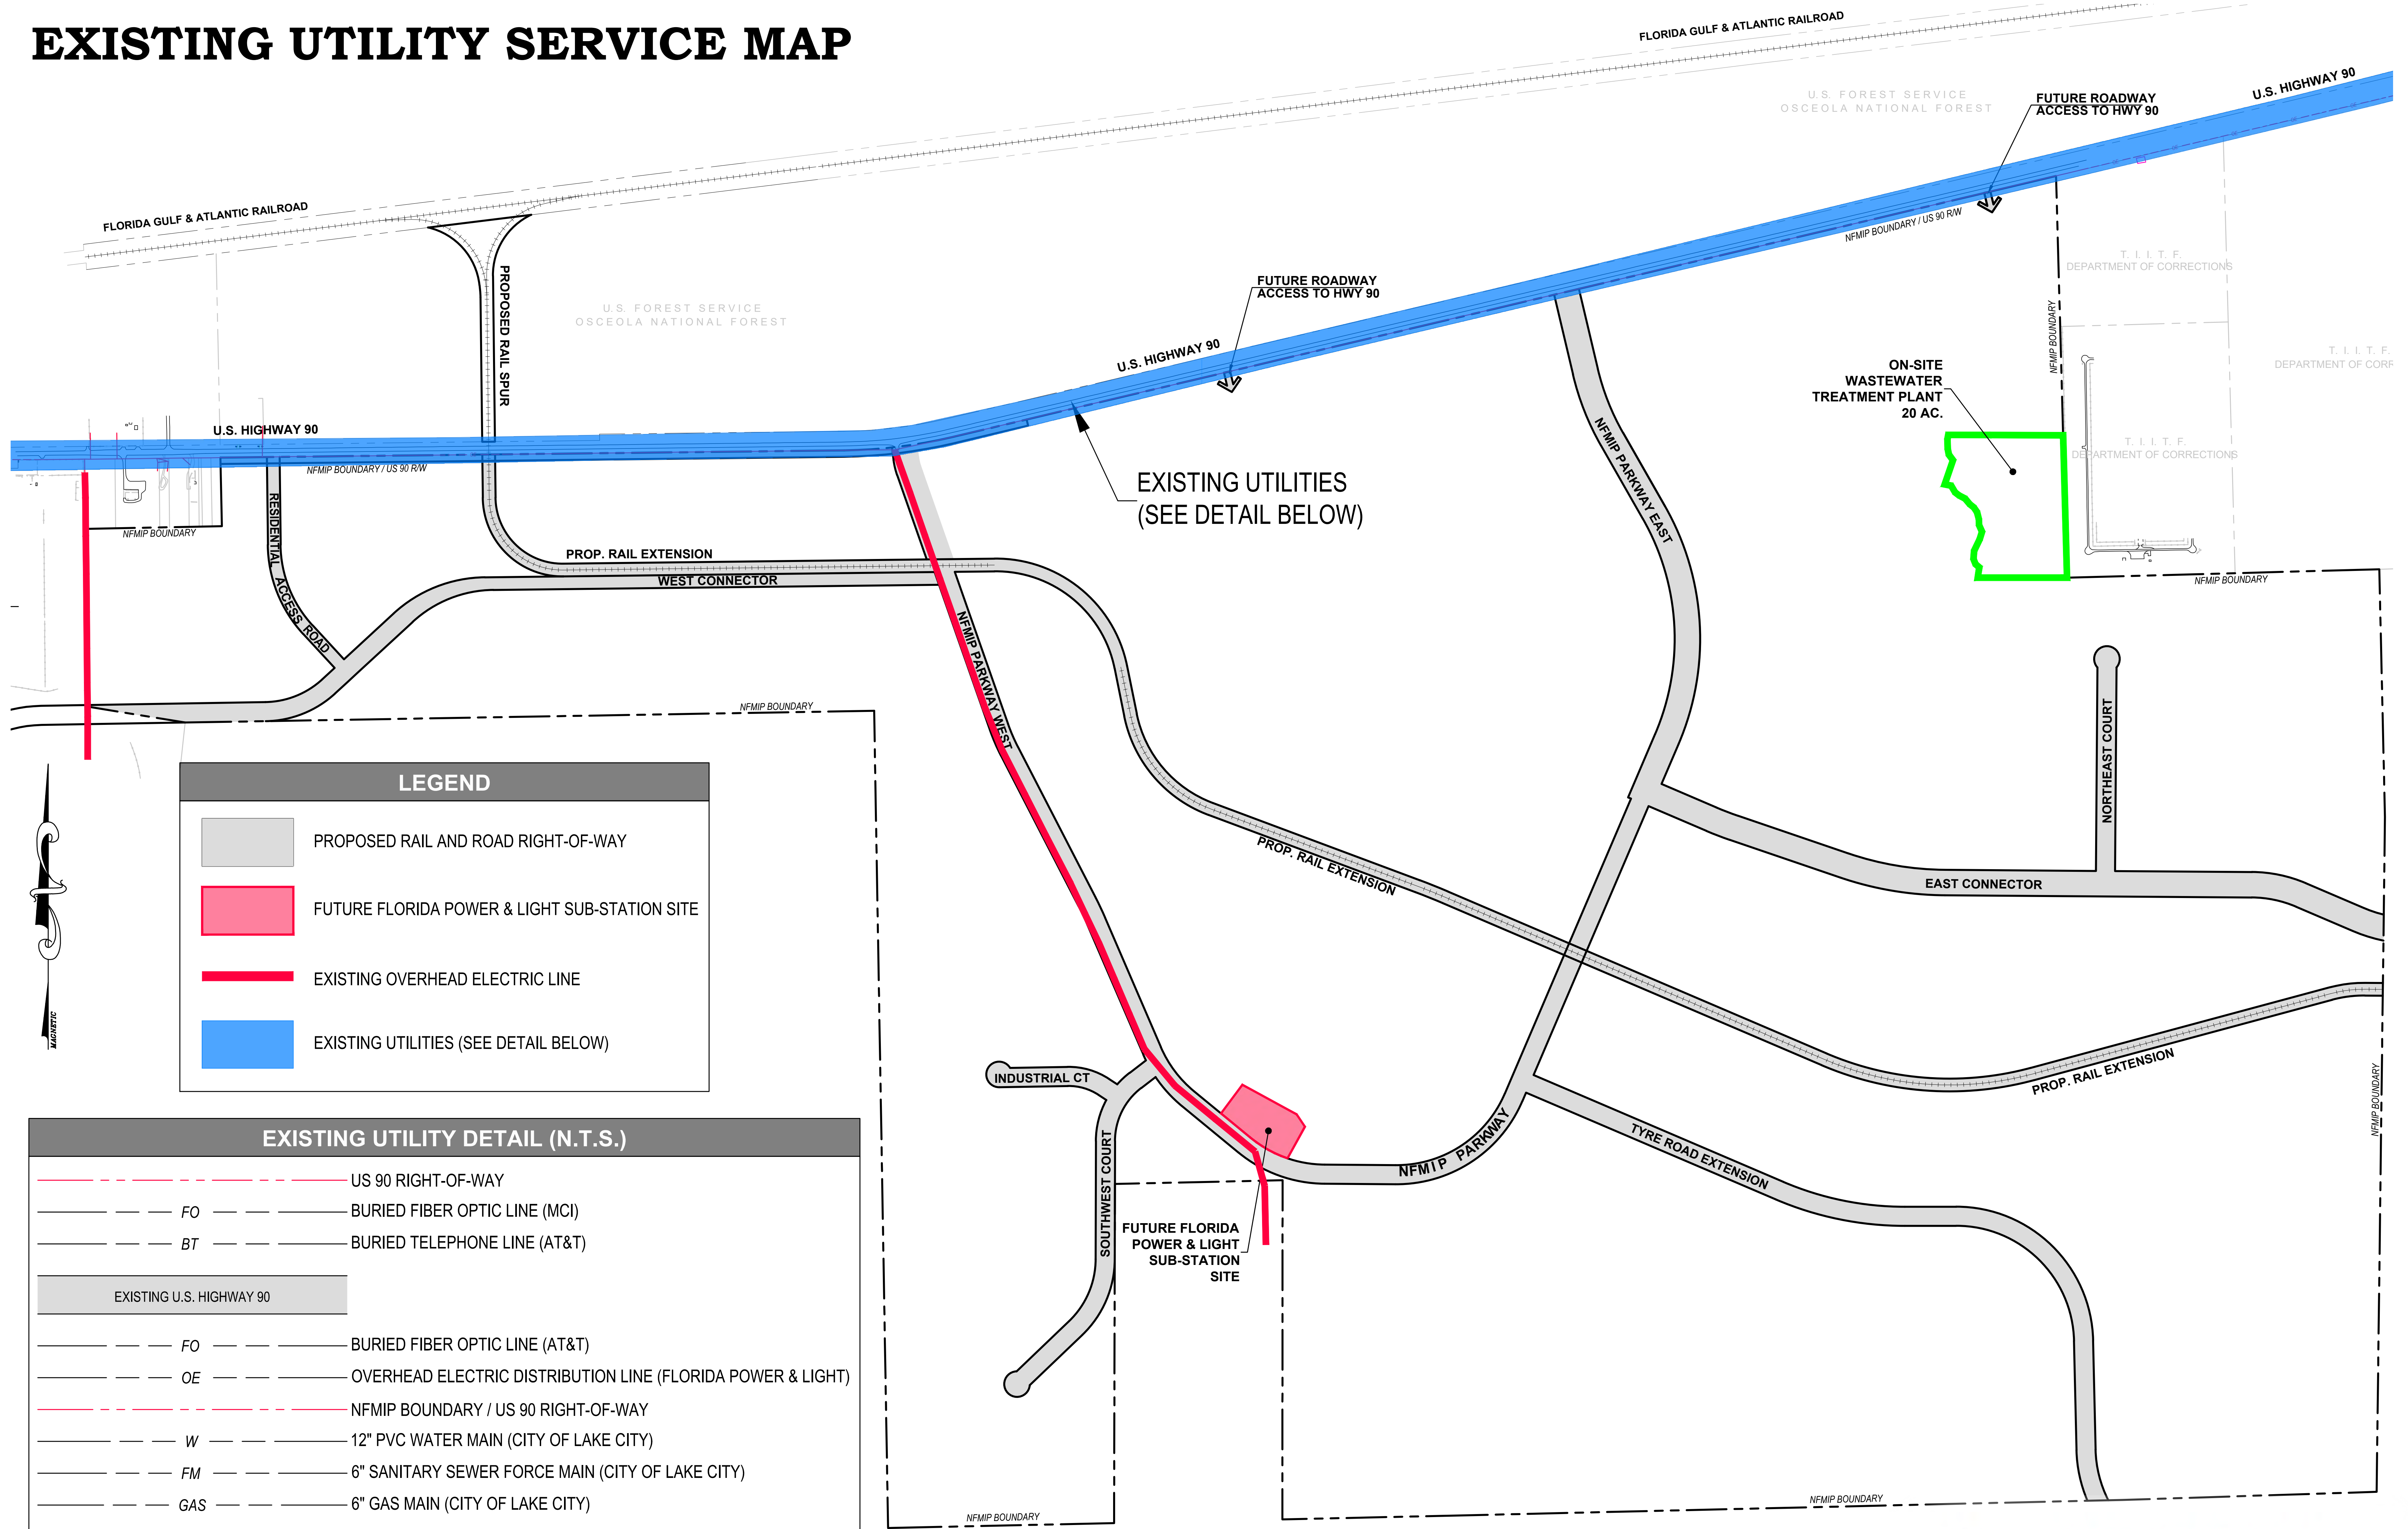 EXISTING UTILITY SERVICE MAP
FLORIDA GULF & ATLANTIC RAILROAD
U.S. HIGHWAY 90
U.S. FOREST SERVICE
OSCEOLA NATIONAL FOREST
FUTURE ROADWAY
ACCESS TO HWY 90
FLORIDA GULF & ATLANTIC RAILROAD
NFMIP BOUNDARY / US 90 R/W
T. I. I. T. F.
DEPARTMENT OF CORRECTIONS
PROPOSED RAIL SPUR
U.S. FOREST SERVICE
OSCEOLA NATIONAL FOREST
FUTURE ROADWAY
ACCESS TO HWY 90
NFMIP BOUNDARY
U.S. HIGHWAY 90
T. I. I. T. F.
DEPARTMENT OF CORR
ON-SITE
WASTEWATER
TREATMENT PLANT
20 AC.
U.S. HIGHWAY 90
NFMIP BOUNDARY / US 90 R/W
T. I. I. T. F.
DEPARTMENT OF CORRECTIONS
EXISTING UTILITIES
(SEE DETAIL BELOW)
NFMIP PARKWAY EAST
NFMIP BOUNDARY
RESIDENTIAL ACCESS ROAD
PROP. RAIL EXTENSION
WEST CONNECTOR
NFMIP BOUNDARY
NFMIP PARKWAY WEST
NFMIP BOUNDARY
NORTHEAST COURT
LEGEND
PROPOSED RAIL AND ROAD RIGHT-OF-WAY
FUTURE FLORIDA POWER & LIGHT SUB-STATION SITE
EXISTING OVERHEAD ELECTRIC LINE
EXISTING UTILITIES (SEE DETAIL BELOW)
MAGNETIC
PROP. RAIL EXTENSION
EAST CONNECTOR
PROP. RAIL EXTENSION
NFMIP BOUNDARY
INDUSTRIAL CT
SOUTHWEST COURT
NFMIP PARKWAY
TYRE ROAD EXTENSION
FUTURE FLORIDA
POWER & LIGHT
SUB-STATION
SITE
EXISTING UTILITY DETAIL (N.T.S.)
US 90 RIGHT-OF-WAY
FO BURIED FIBER OPTIC LINE (MCI)
BT BURIED TELEPHONE LINE (AT&T)
EXISTING U.S. HIGHWAY 90
FO BURIED FIBER OPTIC LINE (AT&T)
OE OVERHEAD ELECTRIC DISTRIBUTION LINE (FLORIDA POWER & LIGHT)
NFMIP BOUNDARY / US 90 RIGHT-OF-WAY
W 12" PVC WATER MAIN (CITY OF LAKE CITY)
FM 6" SANITARY SEWER FORCE MAIN (CITY OF LAKE CITY)
GAS 6" GAS MAIN (CITY OF LAKE CITY)
NFMIP BOUNDARY
NFMIP BOUNDARY